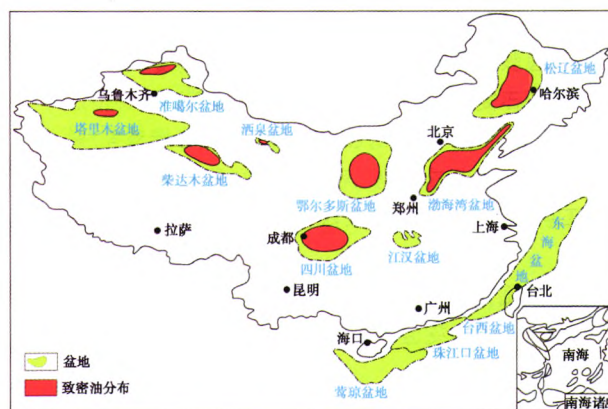 松辽盆地
乌鲁木齐
哈尔滨
准噶尔盆地
塔里木盆地
酒泉盆地
北京
柴达木盆地
鄂尔多斯盆地
渤海湾盆地
郑州
拉萨
成都
上海
东海盆地
四川盆地
江汉盆地
昆明
台北
广州
台西盆地
海口
珠江口盆地
莺琼盆地
盆地
致密油分布
南海
南海诸